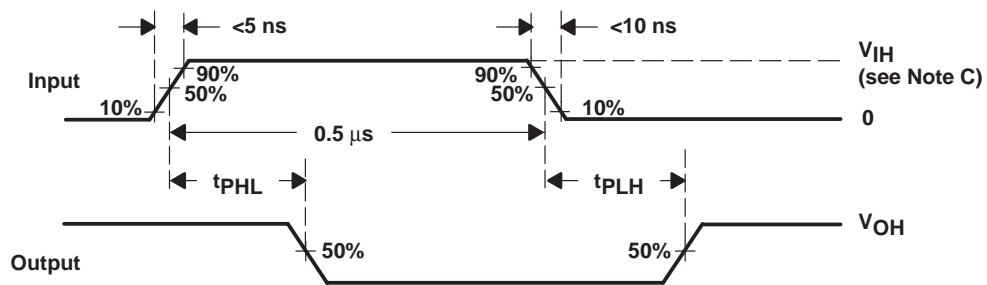 <5 ns
<10 ns
Input
90%
50%
10%
90%
50%
10%
VIH
(see Note C)
0
0.5 μs
tPHL
tPLH
Output
50%
50%
VOH